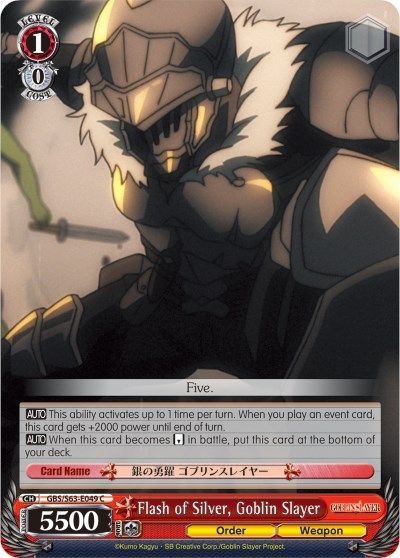 LEVEL
1
0
COST
Five.
AUTO This ability activates up to 1 time per turn. When you play an event card,
this card gets +2000 power until end of turn.
AUTO When this card becomes in battle, put this card at the bottom of
your deck.
Card Name 銀の勇躍 ゴブリンスレイヤー
CH GBS/S63-E049 C
POWER 5500
Flash of Silver, Goblin Slayer
GOBLIN SLAYER
Order Weapon
©Kumo Kagyu・SB Creative Corp./Goblin Slayer Project.